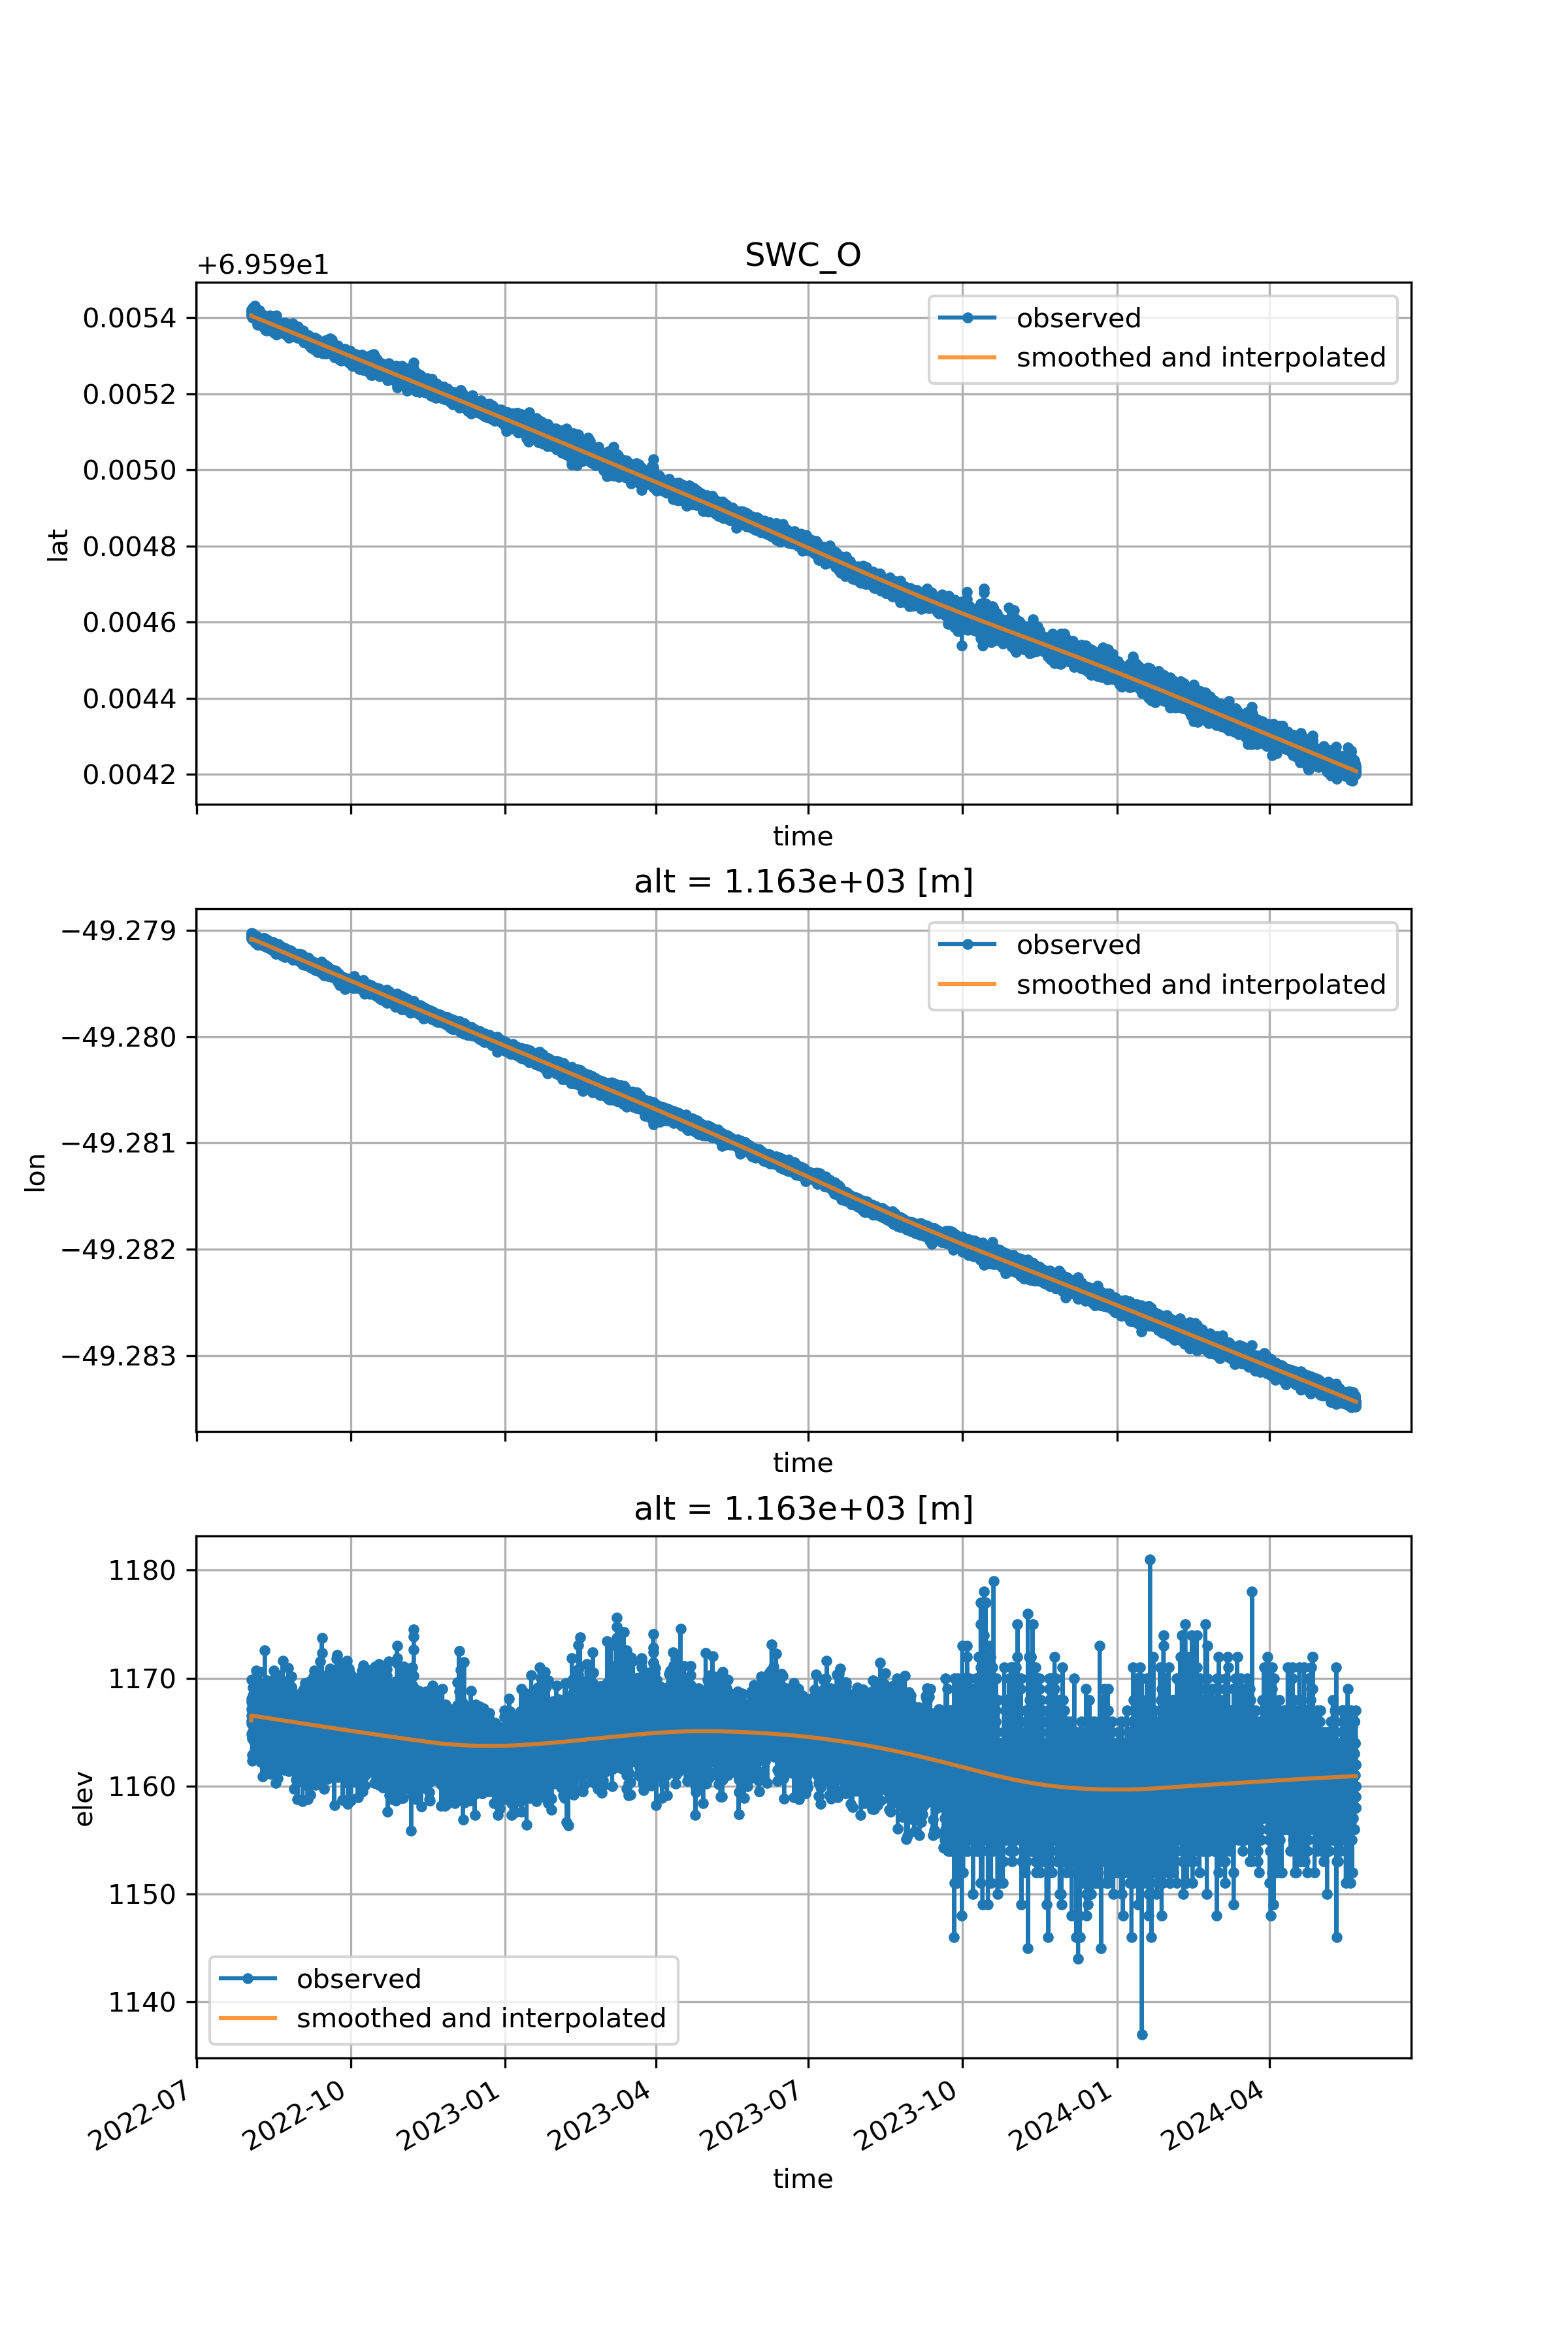 SWC_O
+6.959e1
0.0054
0.0052
0.0050
0.0048
0.0046
0.0044
0.0042
lat
observed
smoothed and interpolated
time
alt = 1.163e+03 [m]
−49.279
−49.280
−49.281
−49.282
−49.283
lon
observed
smoothed and interpolated
time
alt = 1.163e+03 [m]
1180
1170
1160
1150
1140
elev
observed
smoothed and interpolated
2022-07
2022-10
2023-01
2023-04
2023-07
2023-10
2024-01
2024-04
time